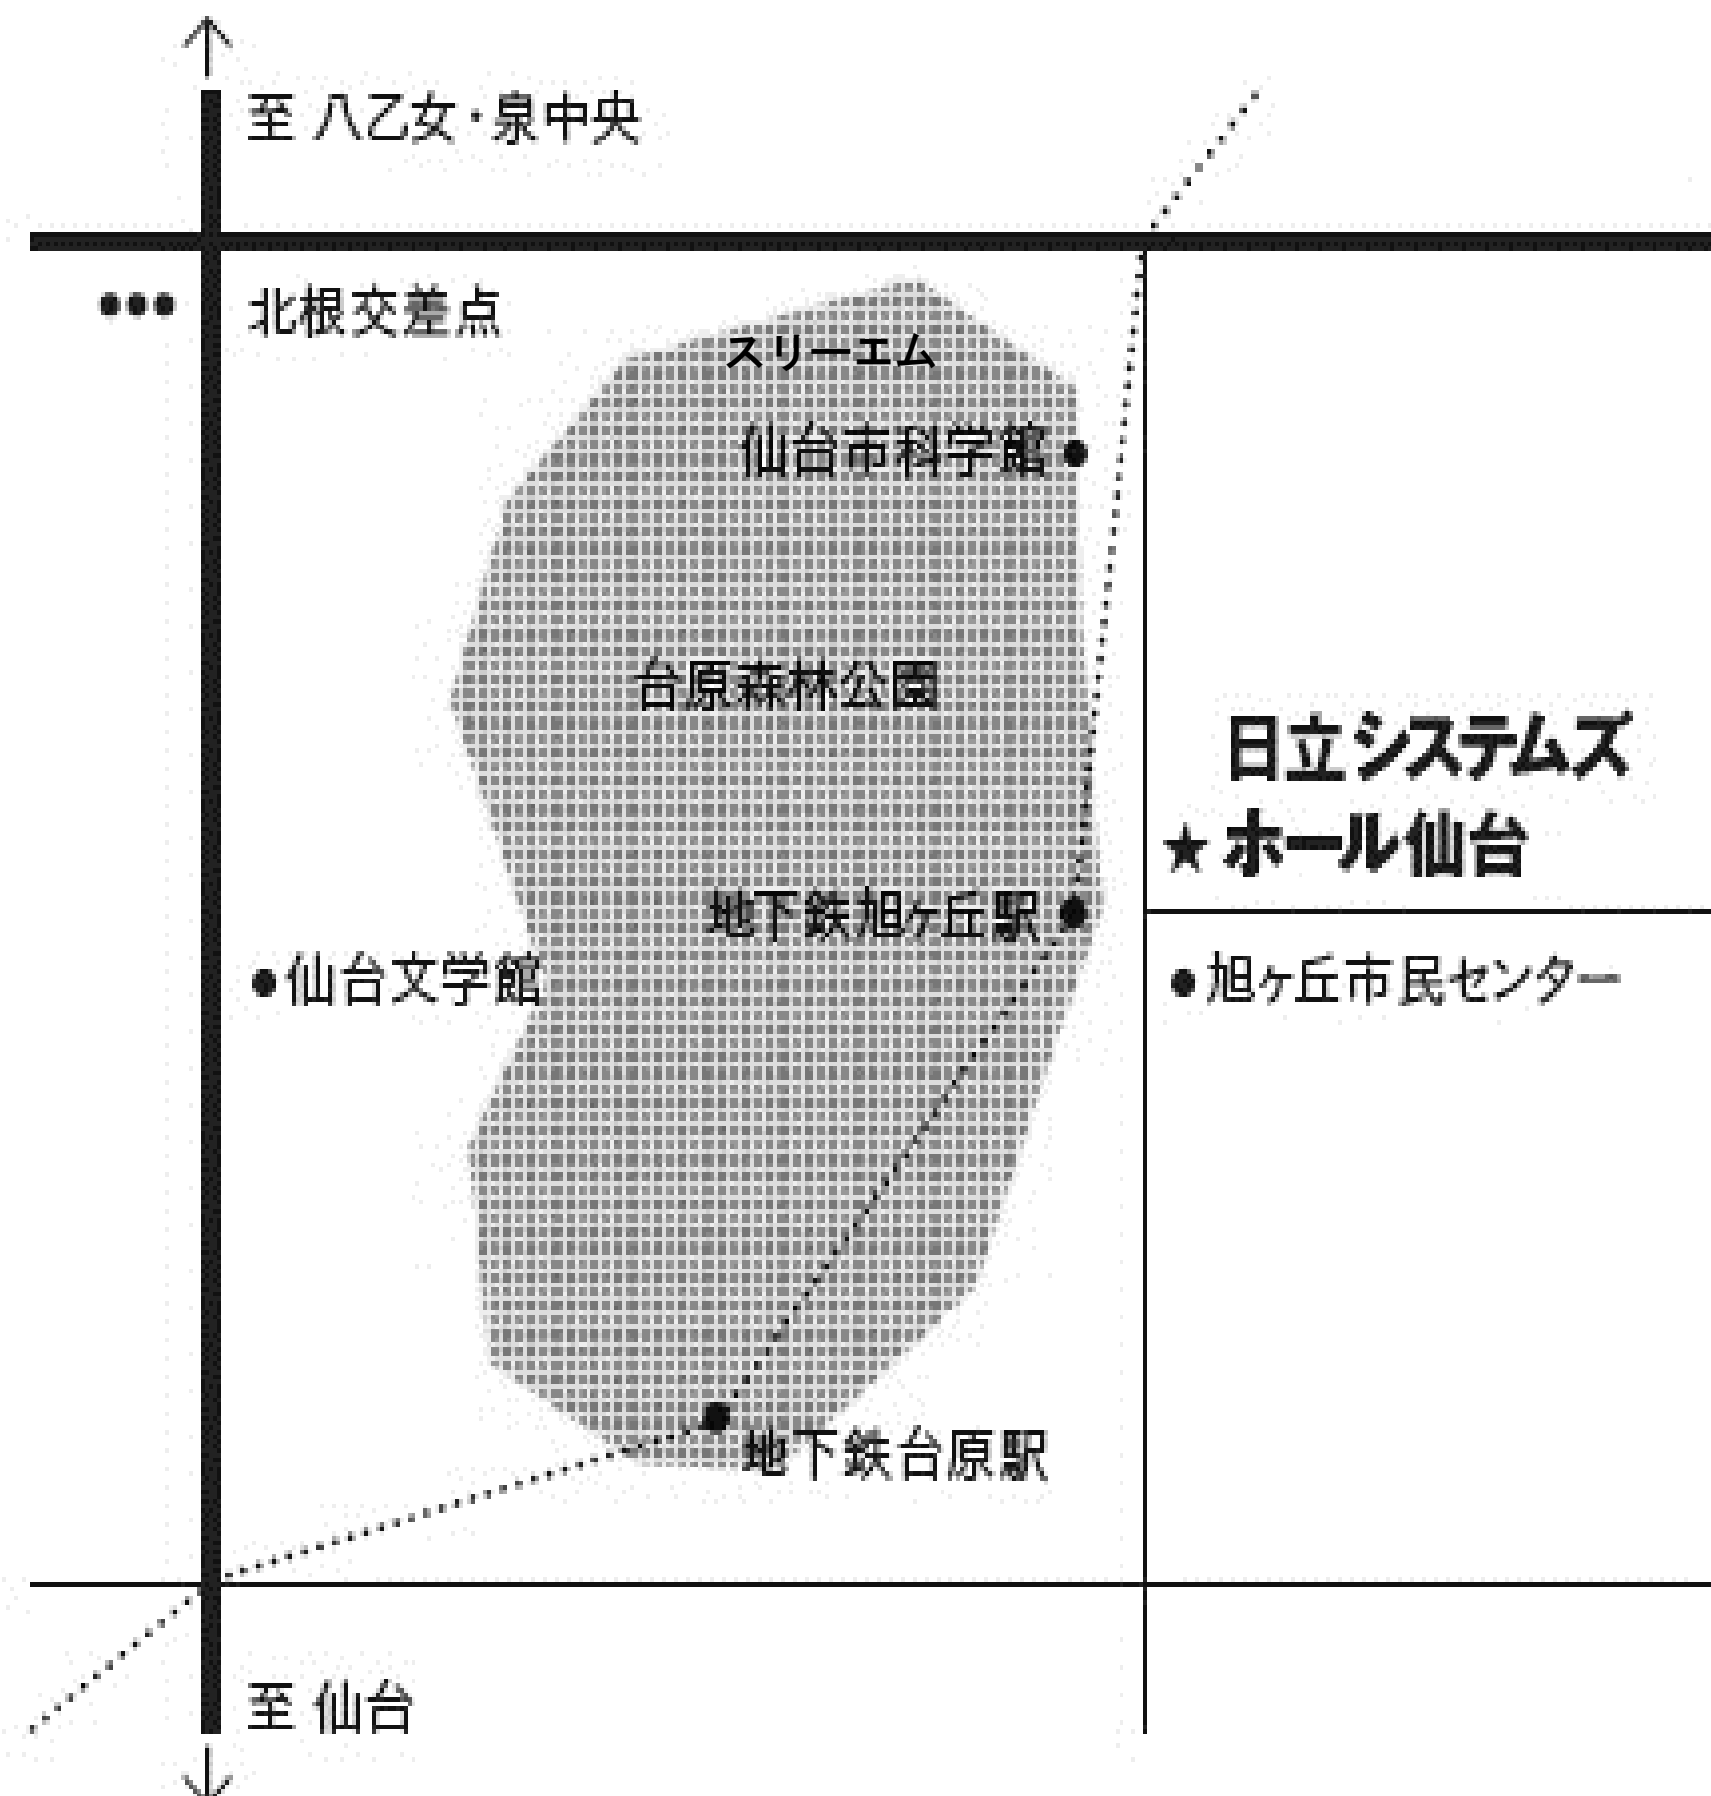 至 八乙女・泉中央
北根交差点
スリーエム
仙台市科学館
台原森林公園
日立システムズ
★ ホール仙台
地下鉄旭ヶ丘駅
仙台文学館
旭ヶ丘市民センター
地下鉄台原駅
至 仙台